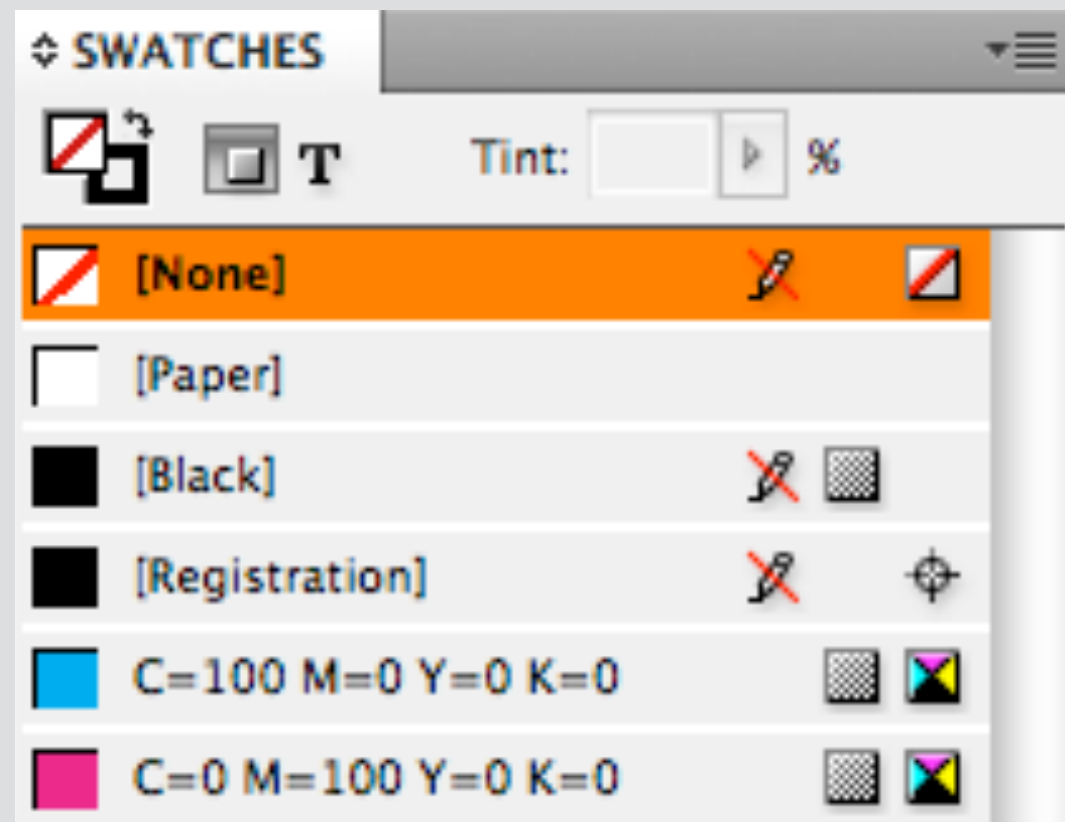 SWATCHES
T Tint: %
[None]
[Paper]
[Black]
[Registration]
C=100 M=0 Y=0 K=0
C=0 M=100 Y=0 K=0